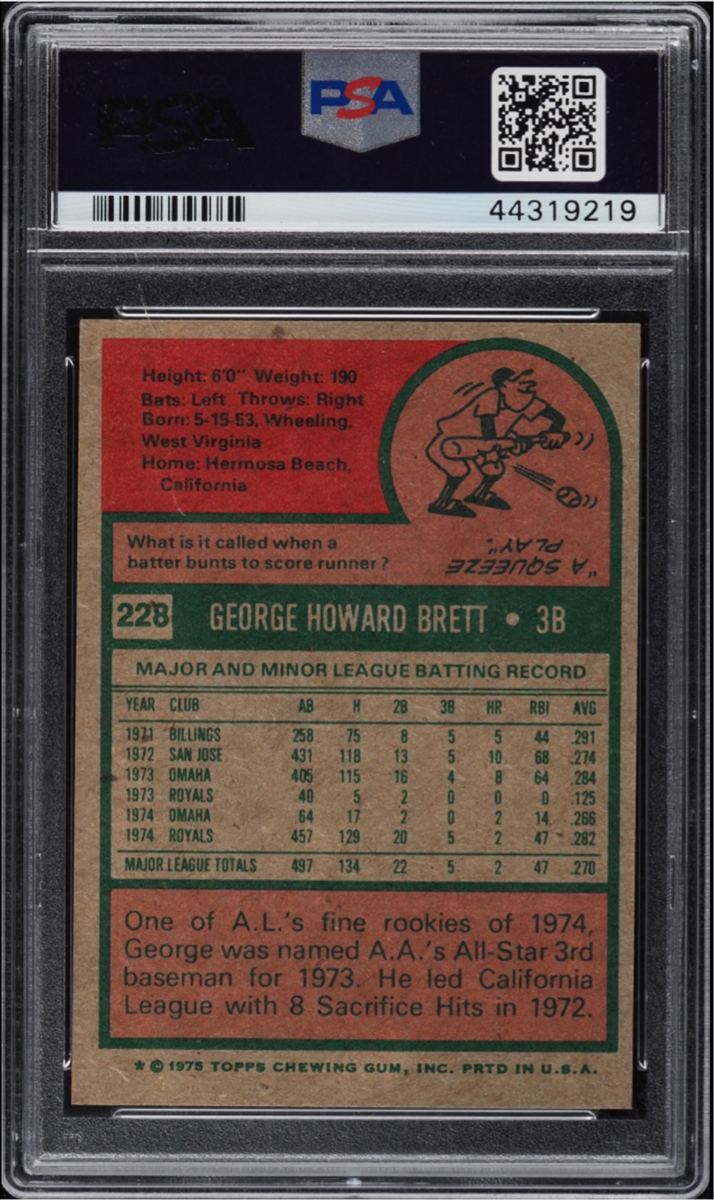 PSA
PSA
44319219
Height: 6'0" Weight: 190
Bats: Left Throws: Right
Born: 5-15-53, Wheeling,
West Virginia
Home: Hermosa Beach,
California
What is it called when a
batter bunts to score runner?
"A SQUEEZE
PLAY".
228 GEORGE HOWARD BRETT • 3B
MAJOR AND MINOR LEAGUE BATTING RECORD
YEAR CLUB AB H 2B 3B HR RBI AVG
1971 BILLINGS 258 75 8 5 5 44 .291
1972 SAN JOSE 431 118 13 5 10 68 .274
1973 OMAHA 405 115 16 4 8 64 .284
1973 ROYALS 40 5 2 0 0 0 .125
1974 OMAHA 64 17 2 0 2 14 .266
1974 ROYALS 457 129 20 5 2 47 .282
MAJOR LEAGUE TOTALS 497 134 22 5 2 47 .270
One of A.L.'s fine rookies of 1974,
George was named A.A.'s All-Star 3rd
baseman for 1973. He led California
League with 8 Sacrifice Hits in 1972.
* © 1975 TOPPS CHEWING GUM, INC. PRTD IN U.S.A.